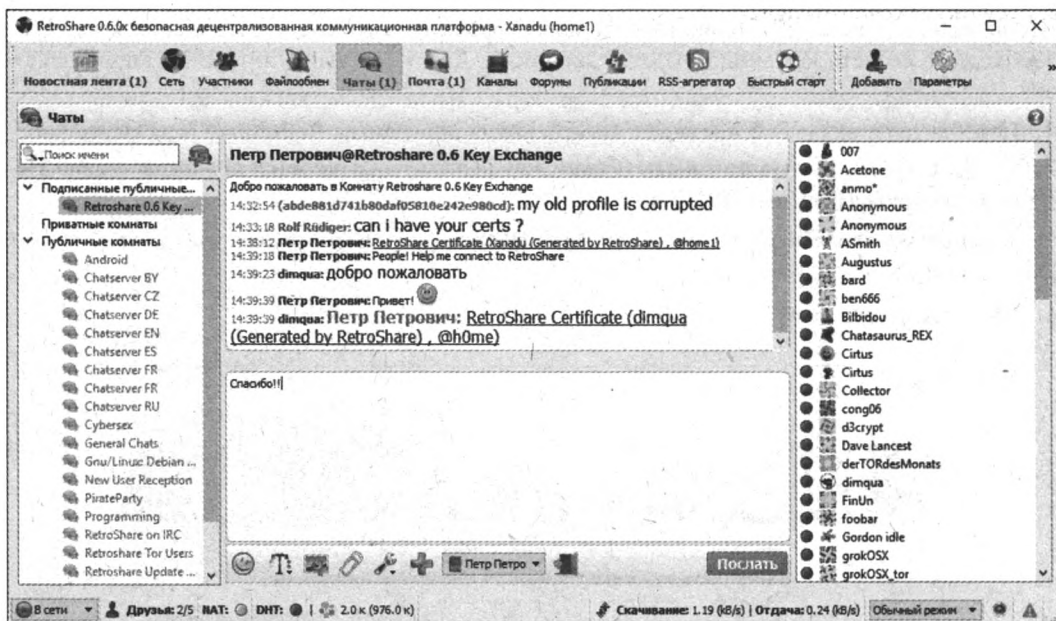 RetroShare 0.6.0x безопасная децентрализованная коммуникационная платформа - Xanadu (home1)
Новостная лента (1) Сеть Участники Файлообмен Чаты (1) Почта (1) Каналы Форумы Публикации RSS-агрегатор Быстрый старт Добавить Параметры »
Чаты
Поиск имени
Подписанные публичные...
Retroshare 0.6 Key ...
Приватные комнаты
Публичные комнаты
Android
Chatserver BY
Chatserver CZ
Chatserver DE
Chatserver EN
Chatserver ES
Chatserver FR
Chatserver FR
Chatserver RU
Cybersex
General Chats
Gnu/Linux Debian ...
New User Reception
PirateParty
Programming
RetroShare on IRC
Retroshare Tor Users
Retroshare Update ...
Петр Петрович@Retroshare 0.6 Key Exchange
Добро пожаловать в Комнату Retroshare 0.6 Key Exchange
14:32:54 (abde881d741b80daf05810e242e980cd): my old profile is corrupted
14:33:18 Rolf Rüdiger: can i have your certs ?
14:38:12 Петр Петрович: RetroShare Certificate (Xanadu (Generated by RetroShare) , @home1)
14:39:18 Петр Петрович: People! Help me connect to RetroShare
14:39:23 dimqua: добро пожаловать
14:39:39 Петр Петрович: Привет!
14:39:39 dimqua: Петр Петрович: RetroShare Certificate (dimqua
(Generated by RetroShare) , @h0me)
Спасибо!!
Петр Петро
Послать
007
Acetone
anmo*
Anonymous
Anonymous
ASmith
Augustus
bard
ben666
Bilbidou
Chatasaurus_REX
Cirtus
Cirtus
Collector
cong06
d3crypt
Dave Lancest
derTORdesMonats
dimqua
FinUn
foobar
Gordon idle
grokOSX
grokOSX_tor
В сети Друзья: 2/5 NAT: DHT: | 2.0 к (976.0 к) Скачивание: 1.19 (kB/s) | Отдача: 0.24 (kB/s) Обычный режим